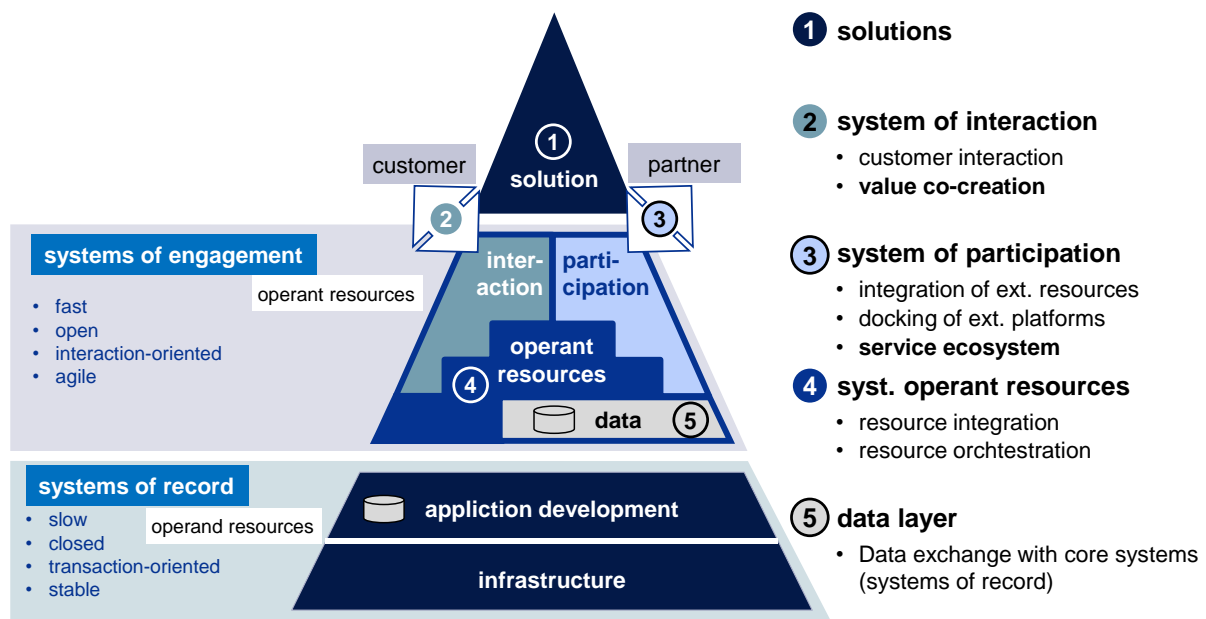 1 solution
customer
partner
2
3
systems of engagement
operant resources
• fast
• open
• interaction-oriented
• agile
inter-
action
parti-
cipation
operant
resources
4
data 5
systems of record
operand resources
• slow
• closed
• transaction-oriented
• stable
appliction development
infrastructure
1 solutions
2 system of interaction
• customer interaction
• value co-creation
3 system of participation
• integration of ext. resources
• docking of ext. platforms
• service ecosystem
4 syst. operant resources
• resource integration
• resource orchtestration
5 data layer
• Data exchange with core systems
(systems of record)